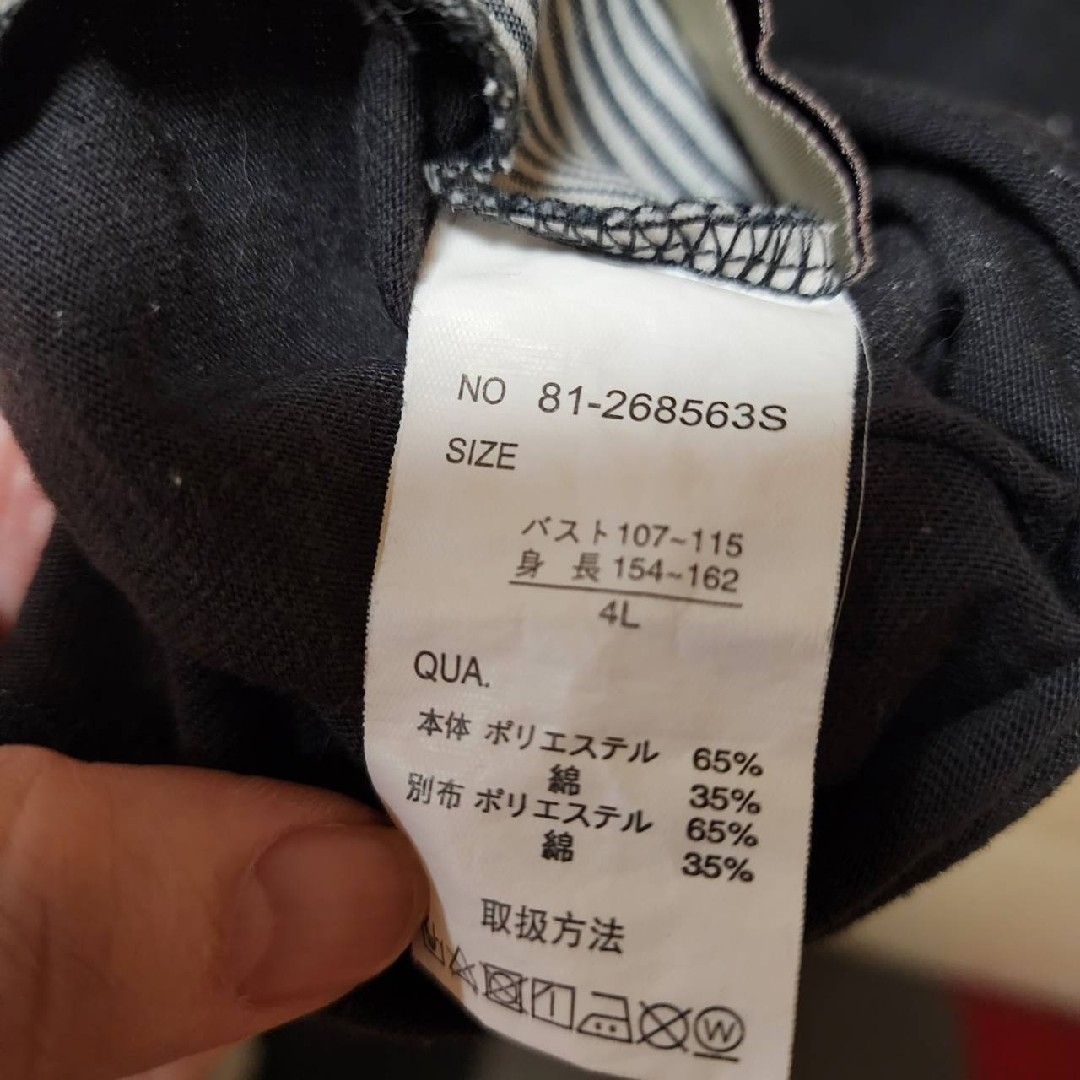 NO 81-268563S
SIZE
バスト107~115
身 長 154~162
4L
QUA.
本体 ポリエステル 65%
綿 35%
別布 ポリエステル 65%
綿 35%
取扱方法
W